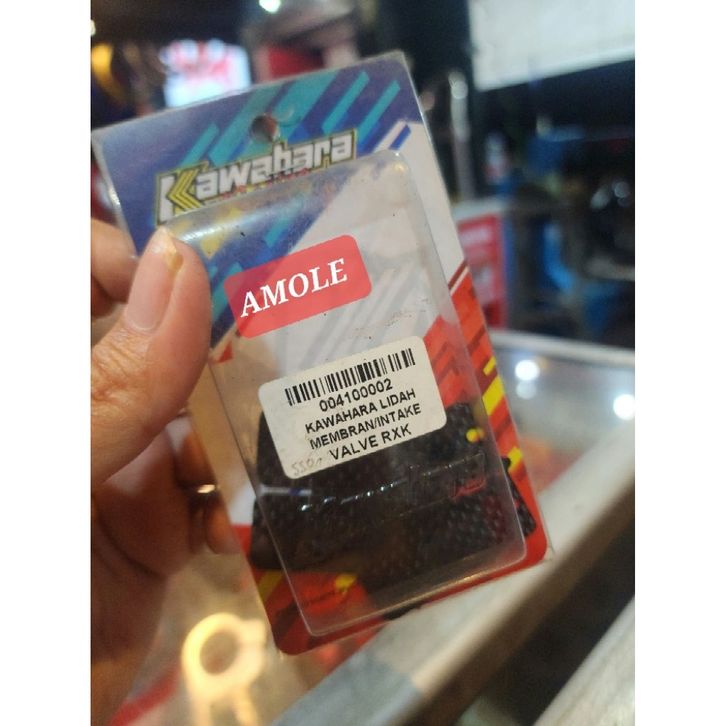 Kawahara
AMOLE
004100002
KAWAHARA LIDAH
MEMBRAN/INTAKE
VALVE RXK